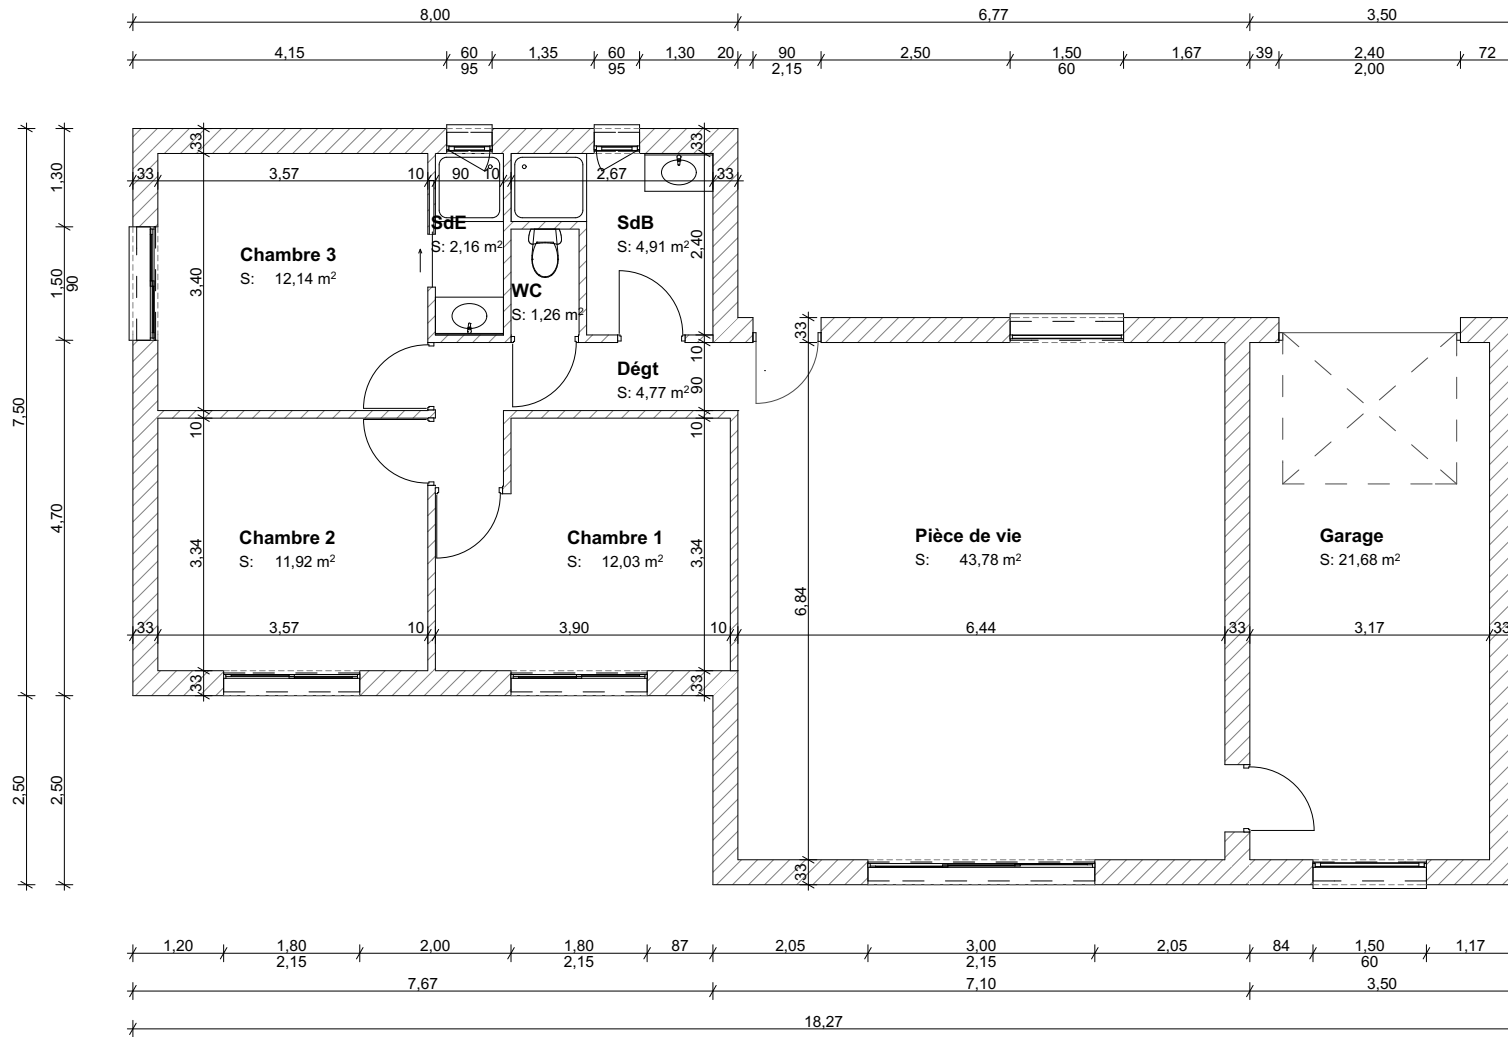 8,00 6,77 3,50
4,15 60 1,35 60 1,30 20 90 2,50 1,50 1,67 39 2,40 72
95 95 2,15 60 2,00
33 33
1,30
33 3,57 10 90 10 2,67 33
SdE SdB
S: 2,16 m² S: 4,91 m² 2,40
Chambre 3
S: 12,14 m²
1,50
90
3,40
WC
S: 1,26 m²
33
10
Dégt
S: 4,77 m² 90
7,50
10 10
4,70
Chambre 2 Chambre 1 Pièce de vie Garage
S: 11,92 m² S: 12,03 m² S: 43,78 m² S: 21,68 m²
3,34 3,34
6,84
33 3,57 10 3,90 10 6,44 33 3,17 33
33 33
2,50 2,50
33
1,20 1,80 2,00 1,80 87 2,05 3,00 2,05 84 1,50 1,17
2,15 2,15 2,15 60
7,67 7,10 3,50
18,27